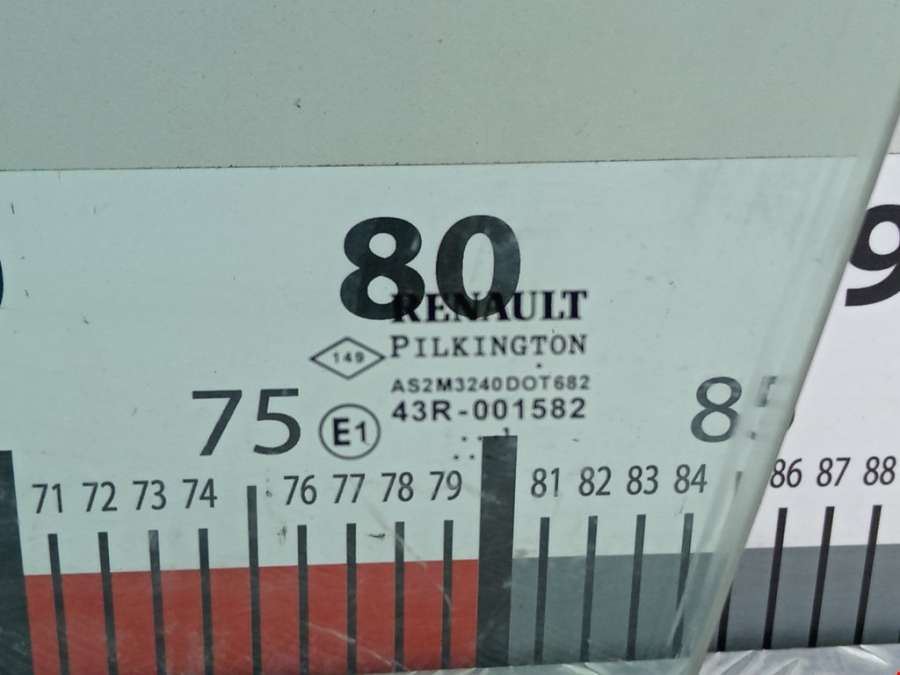 80
9
RENAULT
149 PILKINGTON
AS2M3240DOT682
75 E1 43R-001582 85
71 72 73 74 76 77 78 79 81 82 83 84 86 87 88